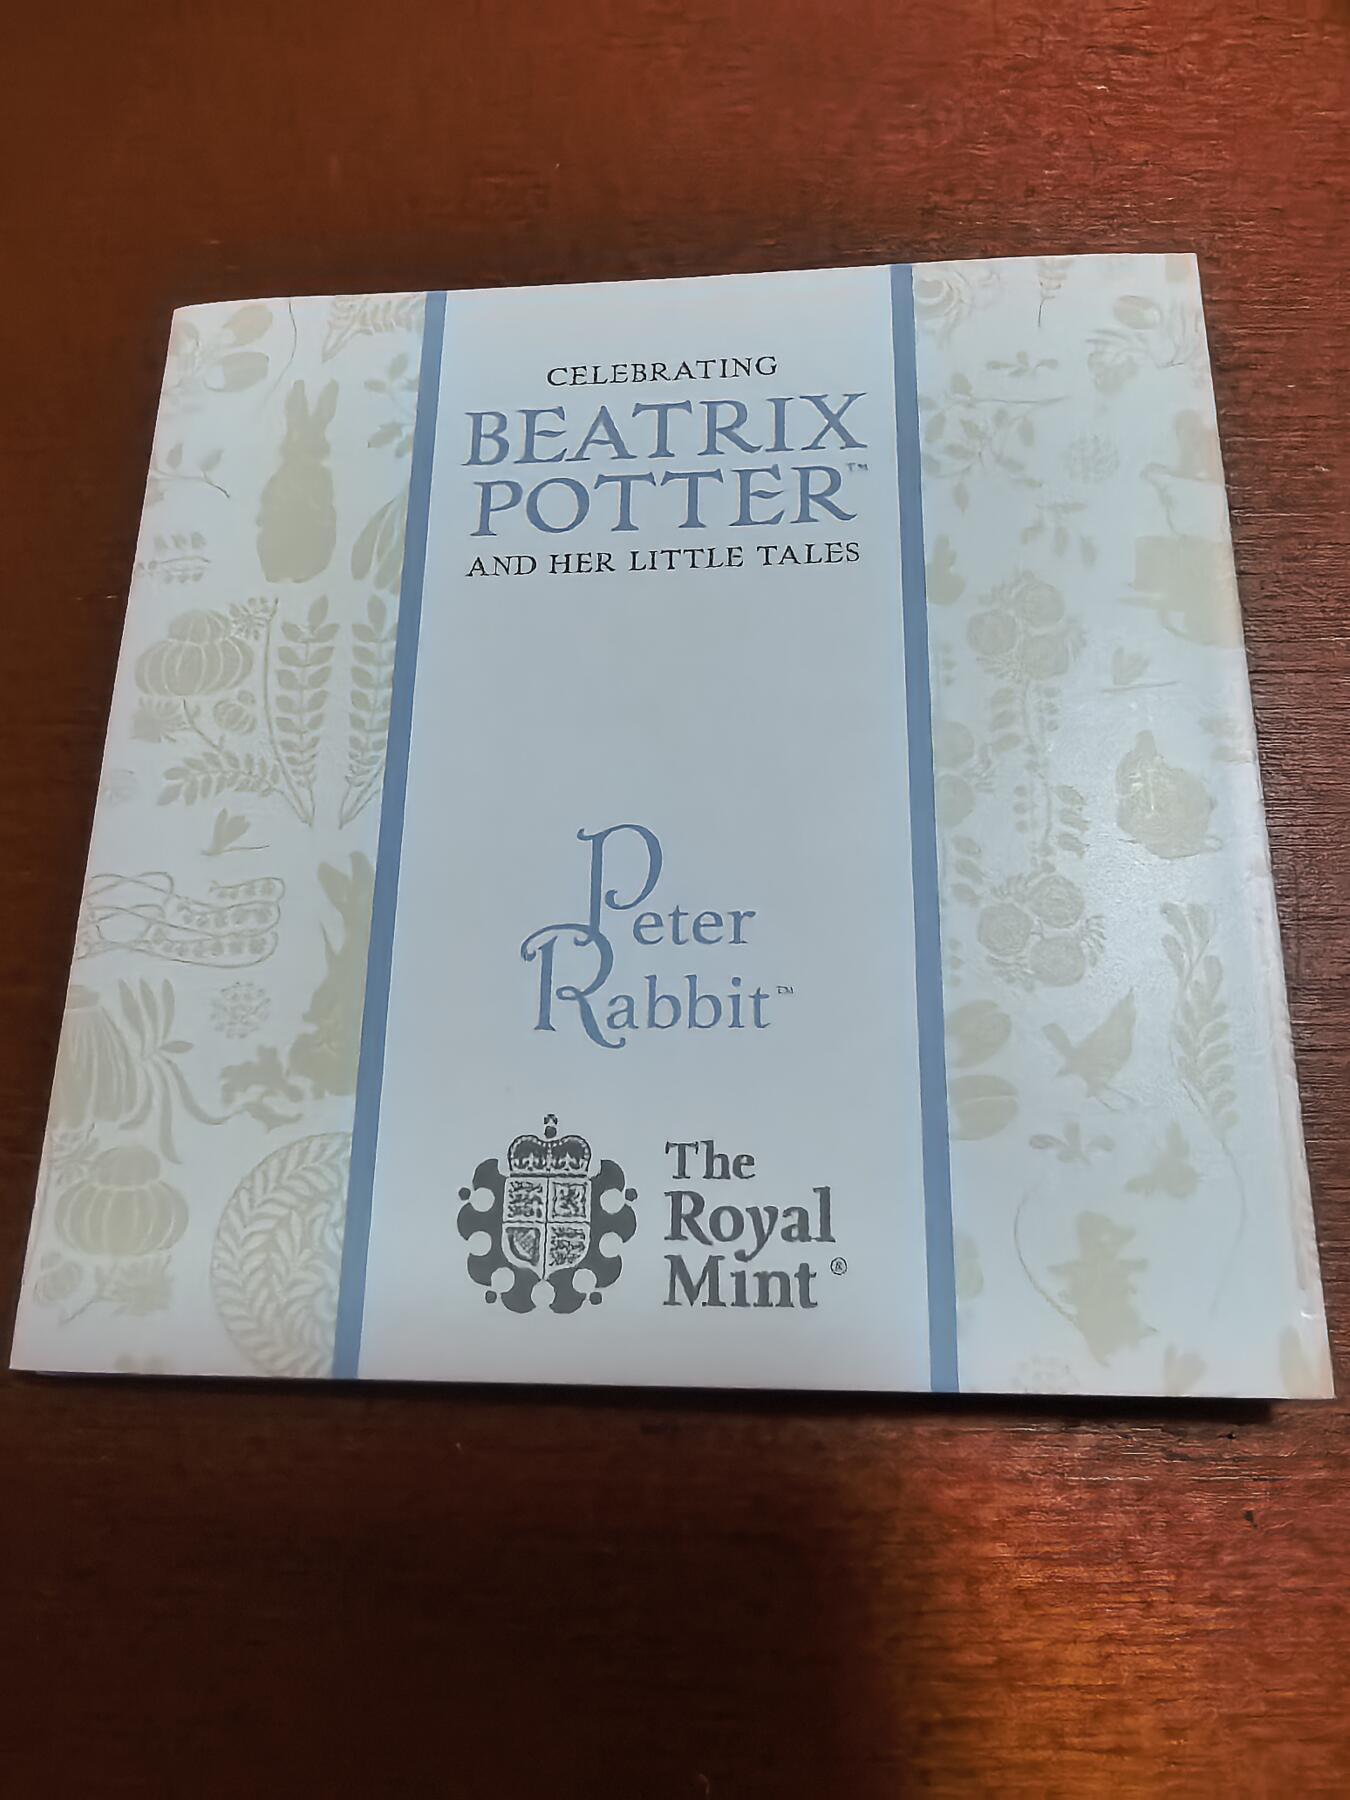 CELEBRATING
BEATRIX
POTTER™
AND HER LITTLE TALES
Peter
Rabbit™
The
Royal
Mint®